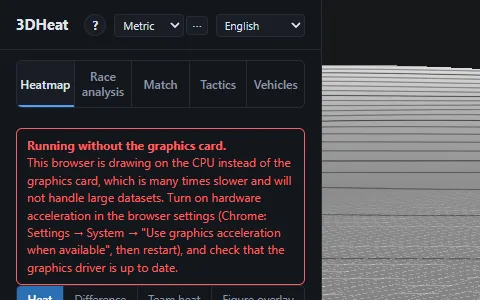 3DHeat ? Metric ... English
Heatmap Race analysis Match Tactics Vehicles
Running without the graphics card.
This browser is drawing on the CPU instead of the
graphics card, which is many times slower and will
not handle large datasets. Turn on hardware
acceleration in the browser settings (Chrome:
Settings → System → "Use graphics acceleration
when available", then restart), and check that the
graphics driver is up to date.
Heat Difference Team heat Figure overlay